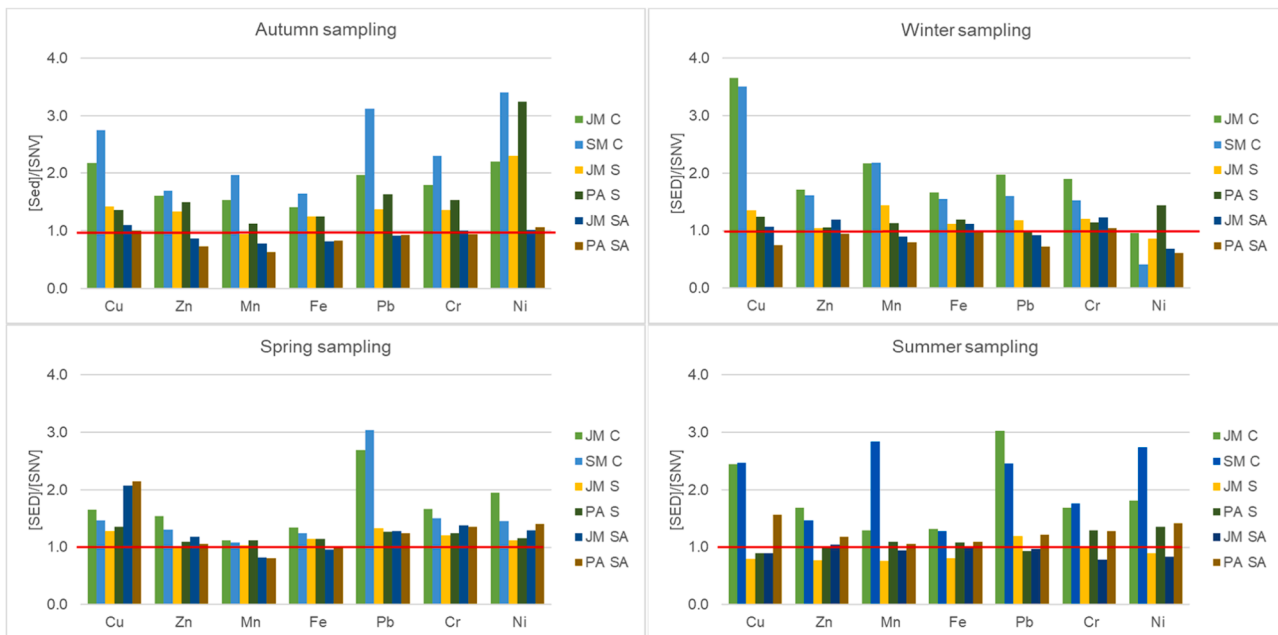 Autumn sampling
[Sed]/[SNV]
4.0
3.0
2.0
1.0
0.0
Cu Zn Mn Fe Pb Cr Ni
JM C
SM C
JM S
PA S
JM SA
PA SA
Winter sampling
[SED]/[SNV]
4.0
3.0
2.0
1.0
0.0
Cu Zn Mn Fe Pb Cr Ni
JM C
SM C
JM S
PA S
JM SA
PA SA
Spring sampling
[SED]/[SNV]
4.0
3.0
2.0
1.0
0.0
Cu Zn Mn Fe Pb Cr Ni
JM C
SM C
JM S
PA S
JM SA
PA SA
Summer sampling
[SED]/[SNV]
4.0
3.0
2.0
1.0
0.0
Cu Zn Mn Fe Pb Cr Ni
JM C
SM C
JM S
PA S
JM SA
PA SA